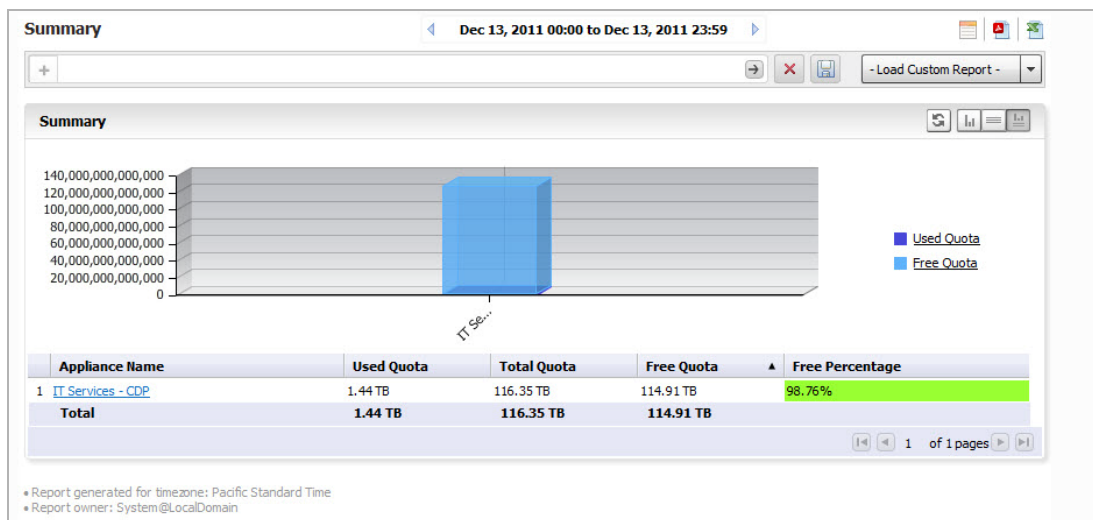 Summary
Dec 13, 2011 00:00 to Dec 13, 2011 23:59
- Load Custom Report -
Summary
140,000,000,000,000
120,000,000,000,000
100,000,000,000,000
80,000,000,000,000
60,000,000,000,000
40,000,000,000,000
20,000,000,000,000
0
IT Se...
Used Quota
Free Quota
Appliance Name Used Quota Total Quota Free Quota Free Percentage
1 IT Services - CDP 1.44 TB 116.35 TB 114.91 TB 98.76%
Total 1.44 TB 116.35 TB 114.91 TB
1 of 1 pages
• Report generated for timezone: Pacific Standard Time
• Report owner: System@LocalDomain